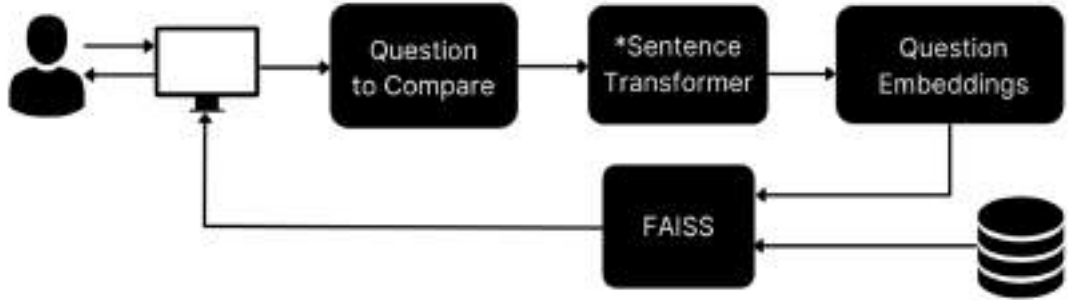 Question
to Compare
*Sentence
Transformer
Question
Embeddings
FAISS